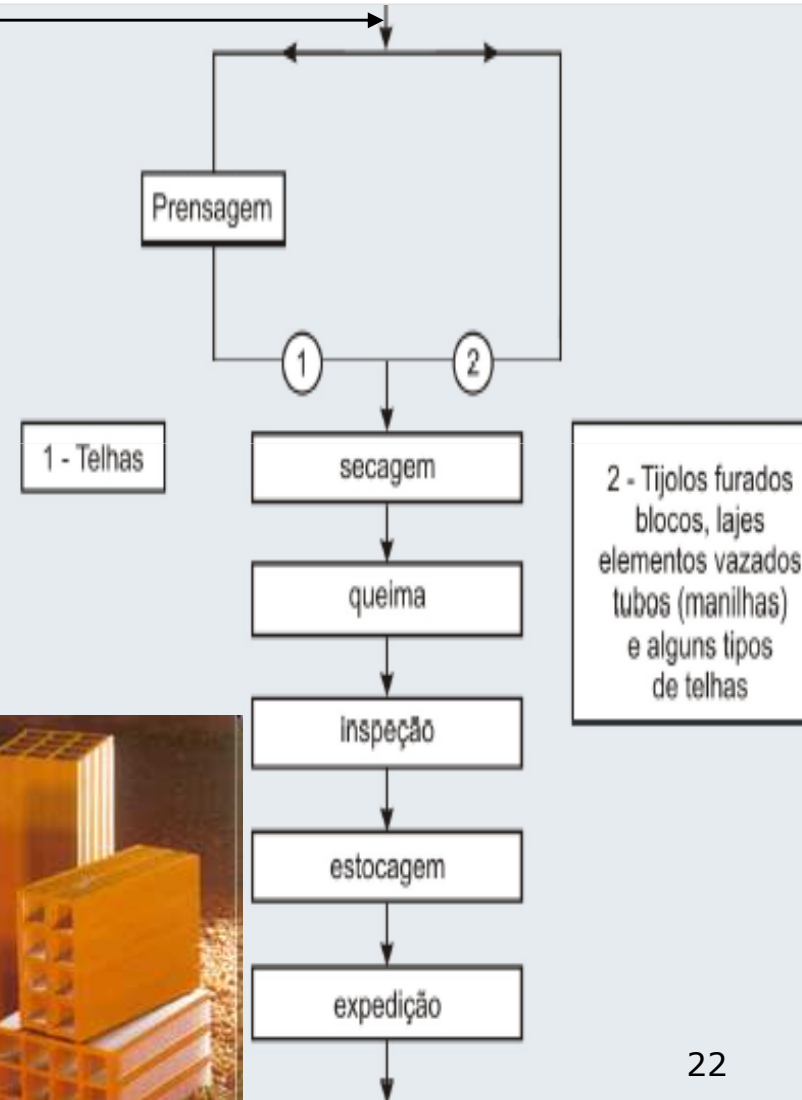 Prensagem
1
2
1 - Telhas
secagem
2 - Tijolos furados
blocos, lajes
elementos vazados
tubos (manilhas)
e alguns tipos
de telhas
queima
inspeção
estocagem
expedição
22